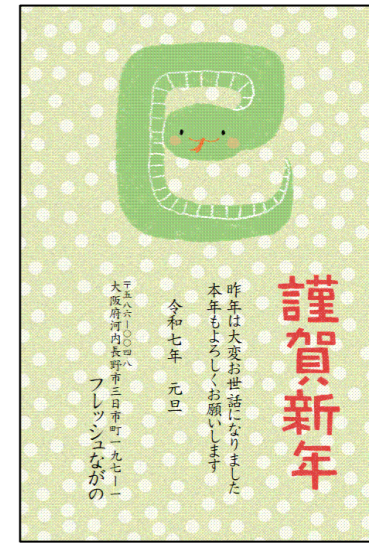 謹賀新年
昨年は大変お世話になりました
本年もよろしくお願いします
令和七年　元旦
〒五八六－〇〇四八
大阪府河内長野市三日市町一九七－一
フレッシュながの